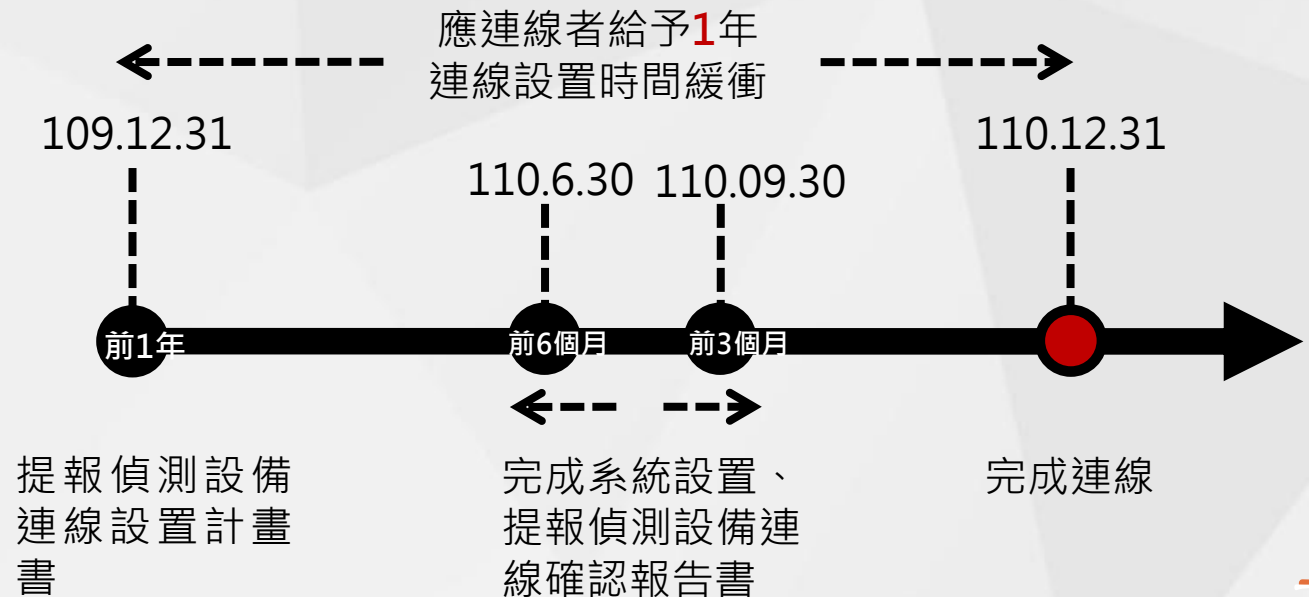 應連線者給予1年
連線設置時間緩衝
109.12.31
110.12.31
110.6.30
110.09.30
前1年
前6個月
前3個月
提報偵測設備
連線設置計畫
書
完成系統設置、
提報偵測設備連
線確認報告書
完成連線